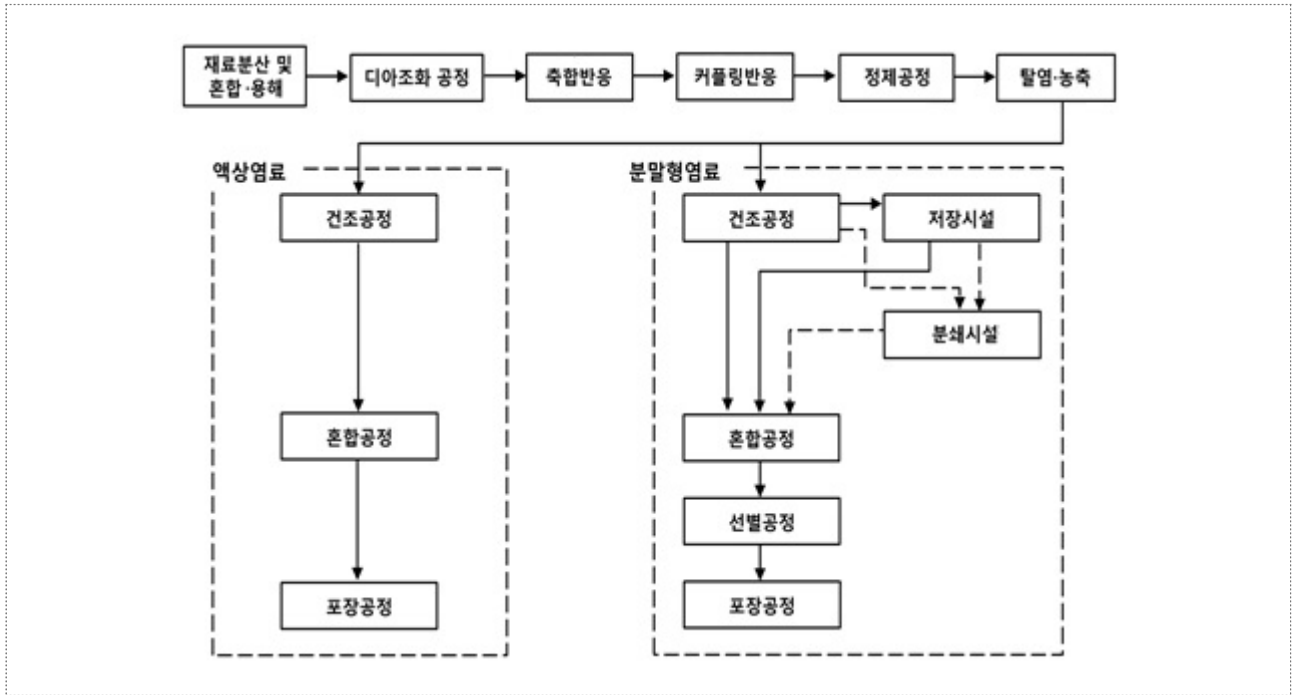 재료분산 및
혼합·용해
디아조화 공정
축합반응
커플링반응
정제공정
탈염·농축
액상염료
건조공정
혼합공정
포장공정
분말형염료
건조공정
저장시설
분쇄시설
혼합공정
선별공정
포장공정